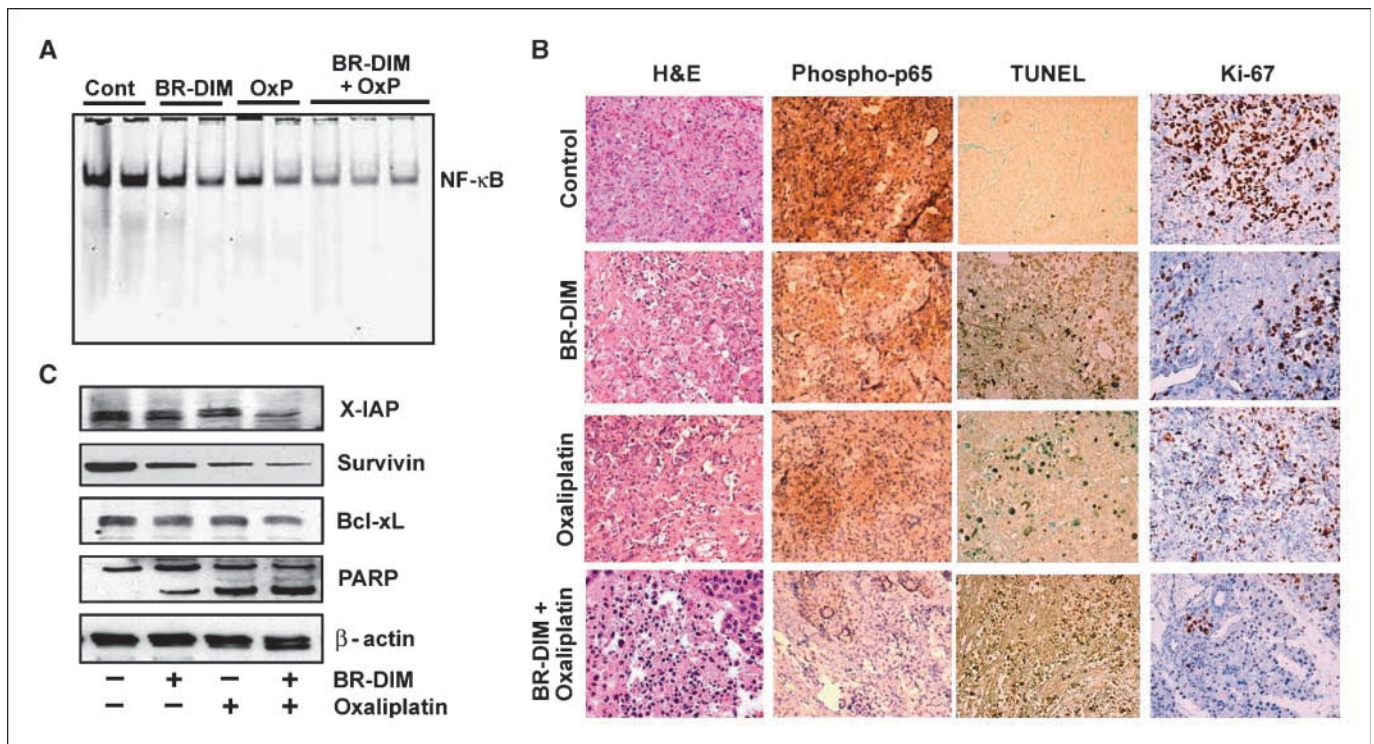 A
Cont BR-DIM OxP BR-DIM + OxP
NF-κB
B
H&E Phospho-p65 TUNEL Ki-67
Control
BR-DIM
Oxaliplatin
BR-DIM + Oxaliplatin
C
X-IAP
Survivin
Bcl-xL
PARP
β-actin
– + – + BR-DIM
– – + + Oxaliplatin